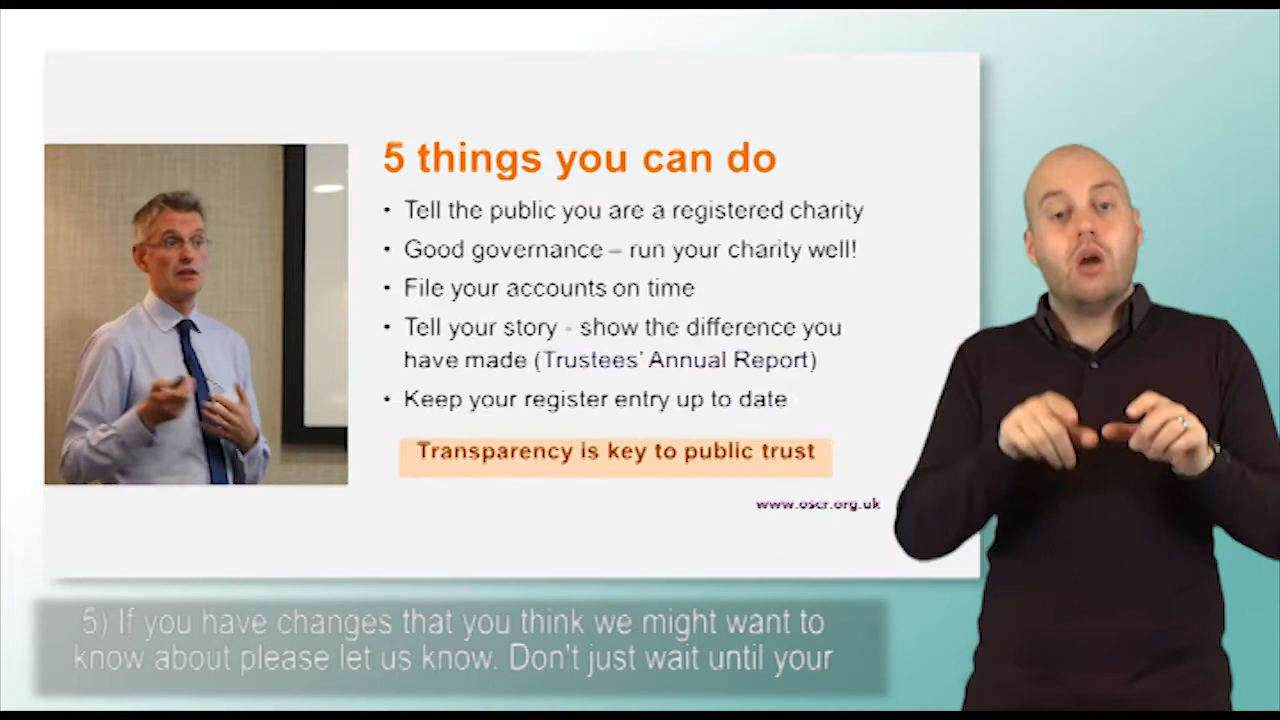 5 things you can do
• Tell the public you are a registered charity
• Good governance – run your charity well!
• File your accounts on time
• Tell your story - show the difference you
have made (Trustees' Annual Report)
• Keep your register entry up to date
Transparency is key to public trust
www.oscr.org.uk
5) If you have changes that you think we might want to
know about please let us know. Don't just wait until your